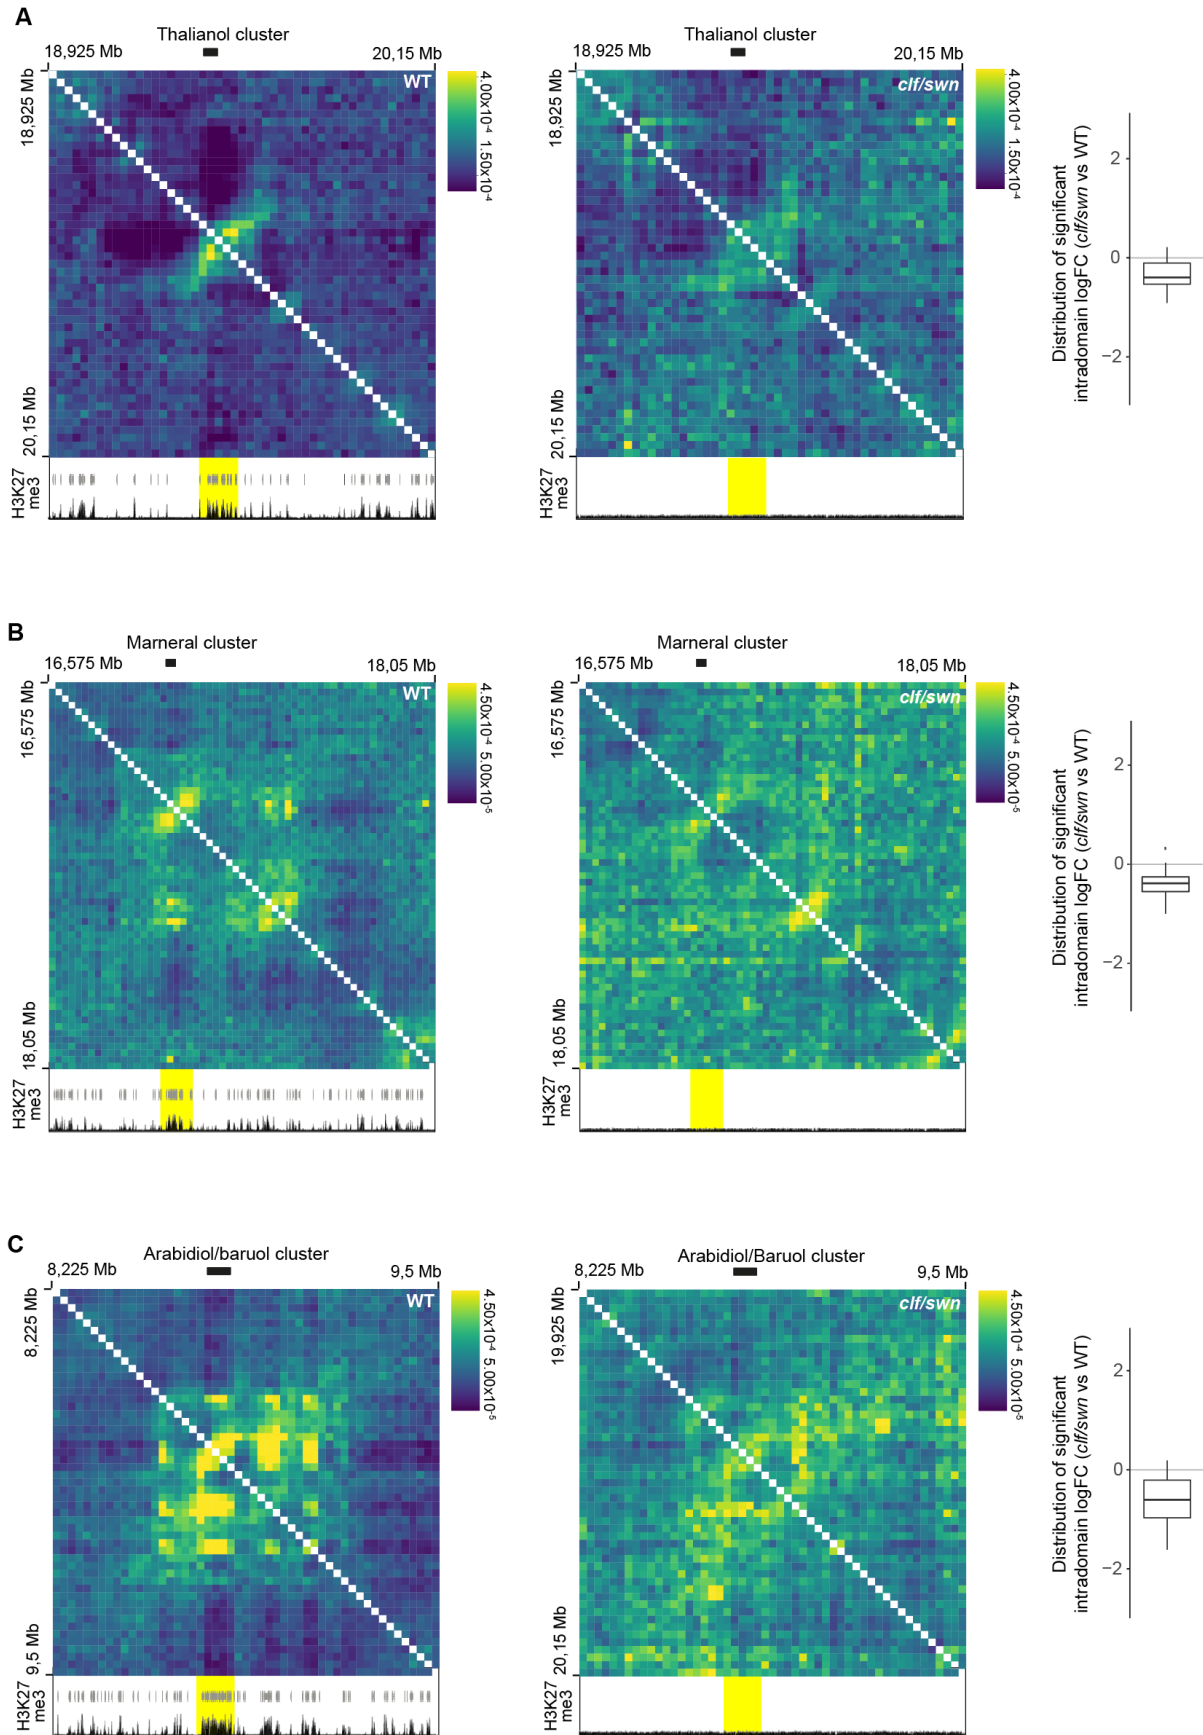 A
Thalianol cluster
18,925 Mb
20,15 Mb
WT
18,925 Mb
20,15 Mb
4.00x10-4
1.50x10-4
H3K27
me3
Thalianol cluster
18,925 Mb
20,15 Mb
clf/swn
18,925 Mb
20,15 Mb
4.00x10-4
1.50x10-4
H3K27
me3
Distribution of significant
intradomain logFC (clf/swn vs WT)
2
0
−2
B
Marneral cluster
16,575 Mb
18,05 Mb
WT
16,575 Mb
18,05 Mb
4.50x10-4
5.00x10-5
H3K27
me3
Marneral cluster
16,575 Mb
18,05 Mb
clf/swn
16,575 Mb
18,05 Mb
4.50x10-4
5.00x10-5
H3K27
me3
Distribution of significant
intradomain logFC (clf/swn vs WT)
2
0
−2
C
Arabidiol/baruol cluster
8,225 Mb
9,5 Mb
WT
8,225 Mb
9,5 Mb
4.50x10-4
5.00x10-5
H3K27
me3
Arabidiol/Baruol cluster
8,225 Mb
9,5 Mb
clf/swn
19,925 Mb
20,15 Mb
4.50x10-4
5.00x10-5
H3K27
me3
Distribution of significant
intradomain logFC (clf/swn vs WT)
2
0
−2